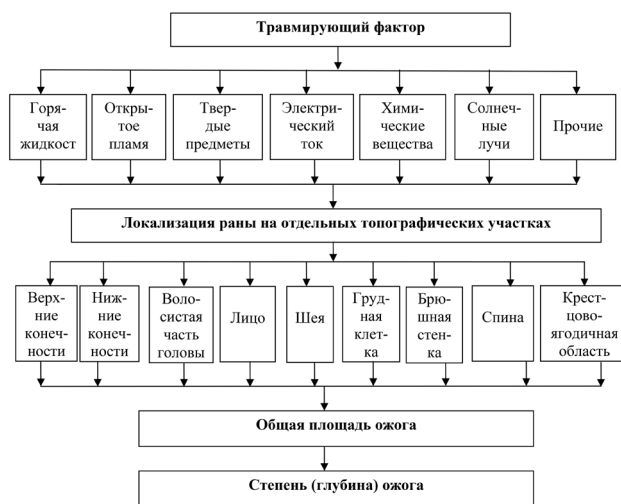 Травмирующий фактор
Горя-
чая
жидкост
Откры-
тое
пламя
Твер-
дые
предметы
Электри-
ческий
ток
Хими-
ческие
вещества
Солнеч-
ные
лучи
Прочие
Локализация раны на отдельных топографических участках
Верх-
ние
конеч-
ности
Ниж-
ние
конеч-
ности
Воло-
систая
часть
головы
Лицо
Шея
Груд-
ная
клет-
ка
Брю-
шная
стен-
ка
Спина
Крест-
цово-
ягодичная
область
Общая площадь ожога
Степень (глубина) ожога